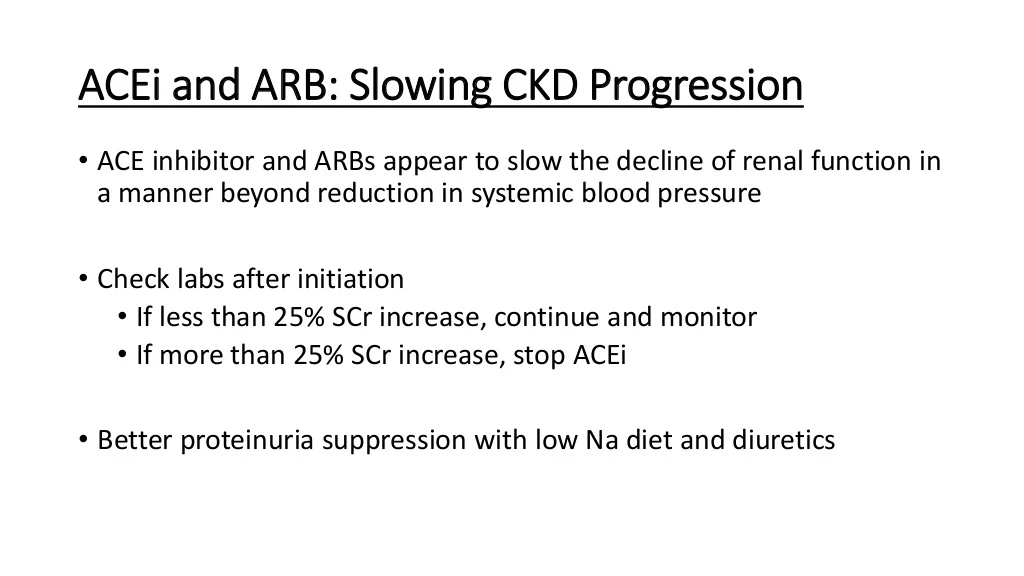 ACEi and ARB: Slowing CKD Progression
• ACE inhibitor and ARBs appear to slow the decline of renal function in
a manner beyond reduction in systemic blood pressure
• Check labs after initiation
• If less than 25% SCr increase, continue and monitor
• If more than 25% SCr increase, stop ACEi
• Better proteinuria suppression with low Na diet and diuretics